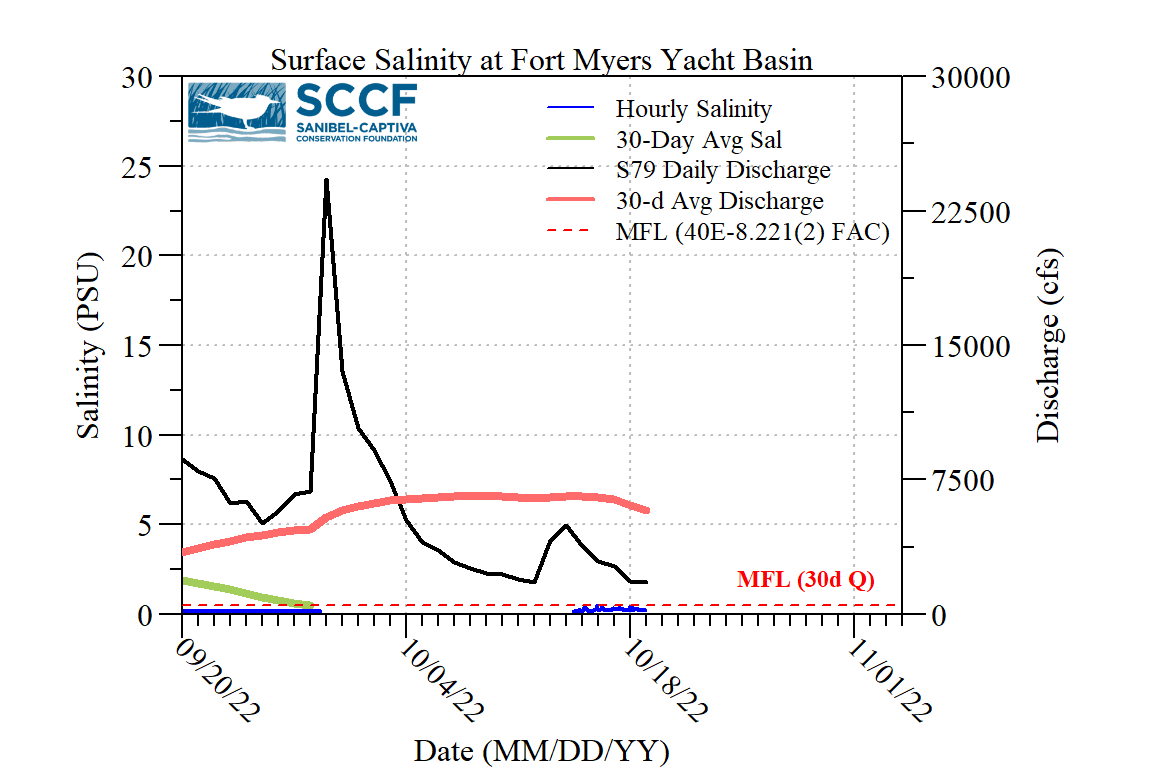 Surface Salinity at Fort Myers Yacht Basin
SCCF
SANIBEL-CAPTIVA
CONSERVATION FOUNDATION
Hourly Salinity
30-Day Avg Sal
S79 Daily Discharge
30-d Avg Discharge
MFL (40E-8.221(2) FAC)
MFL (30d Q)
Salinity (PSU)
30
25
20
15
10
5
0
30000
22500
15000
7500
0
Discharge (cfs)
09/20/22
10/04/22
10/18/22
11/01/22
Date (MM/DD/YY)